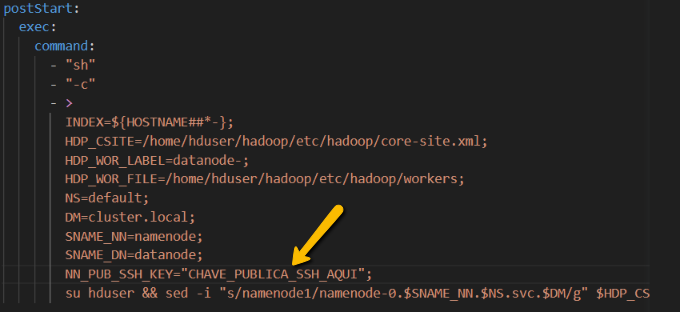 postStart:
exec:
command:
- "sh"
- "-c"
- >
INDEX=${HOSTNAME##*-};
HDP_CSITE=/home/hduser/hadoop/etc/hadoop/core-site.xml;
HDP_WOR_LABEL=datanode-;
HDP_WOR_FILE=/home/hduser/hadoop/etc/hadoop/workers;
NS=default;
DM=cluster.local;
SNAME_NN=namenode;
SNAME_DN=datanode;
NN_PUB_SSH_KEY="CHAVE_PUBLICA_SSH_AQUI";
su hduser && sed -i "s/namenode1/namenode-0.$SNAME_NN.$NS.svc.$DM/g" $HDP_CS